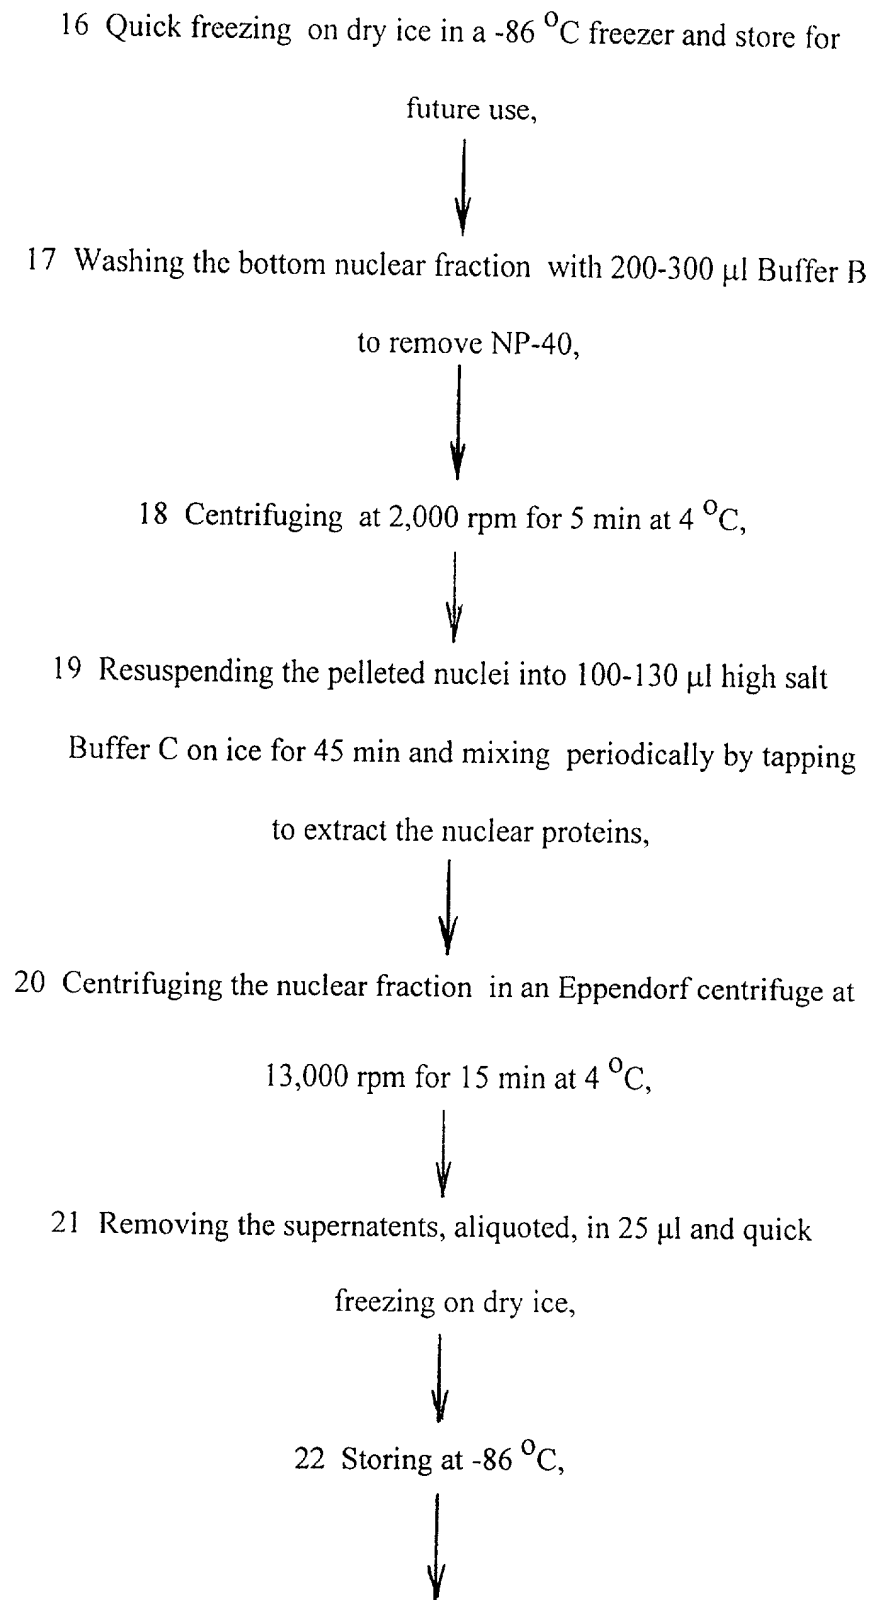 16 Quick freezing on dry ice in a -86 °C freezer and store for
future use,
17 Washing the bottom nuclear fraction with 200-300 µl Buffer B
to remove NP-40,
18 Centrifuging at 2,000 rpm for 5 min at 4 °C,
19 Resuspending the pelleted nuclei into 100-130 µl high salt
Buffer C on ice for 45 min and mixing periodically by tapping
to extract the nuclear proteins,
20 Centrifuging the nuclear fraction in an Eppendorf centrifuge at
13,000 rpm for 15 min at 4 °C,
21 Removing the supernatents, aliquoted, in 25 µl and quick
freezing on dry ice,
22 Storing at -86 °C,